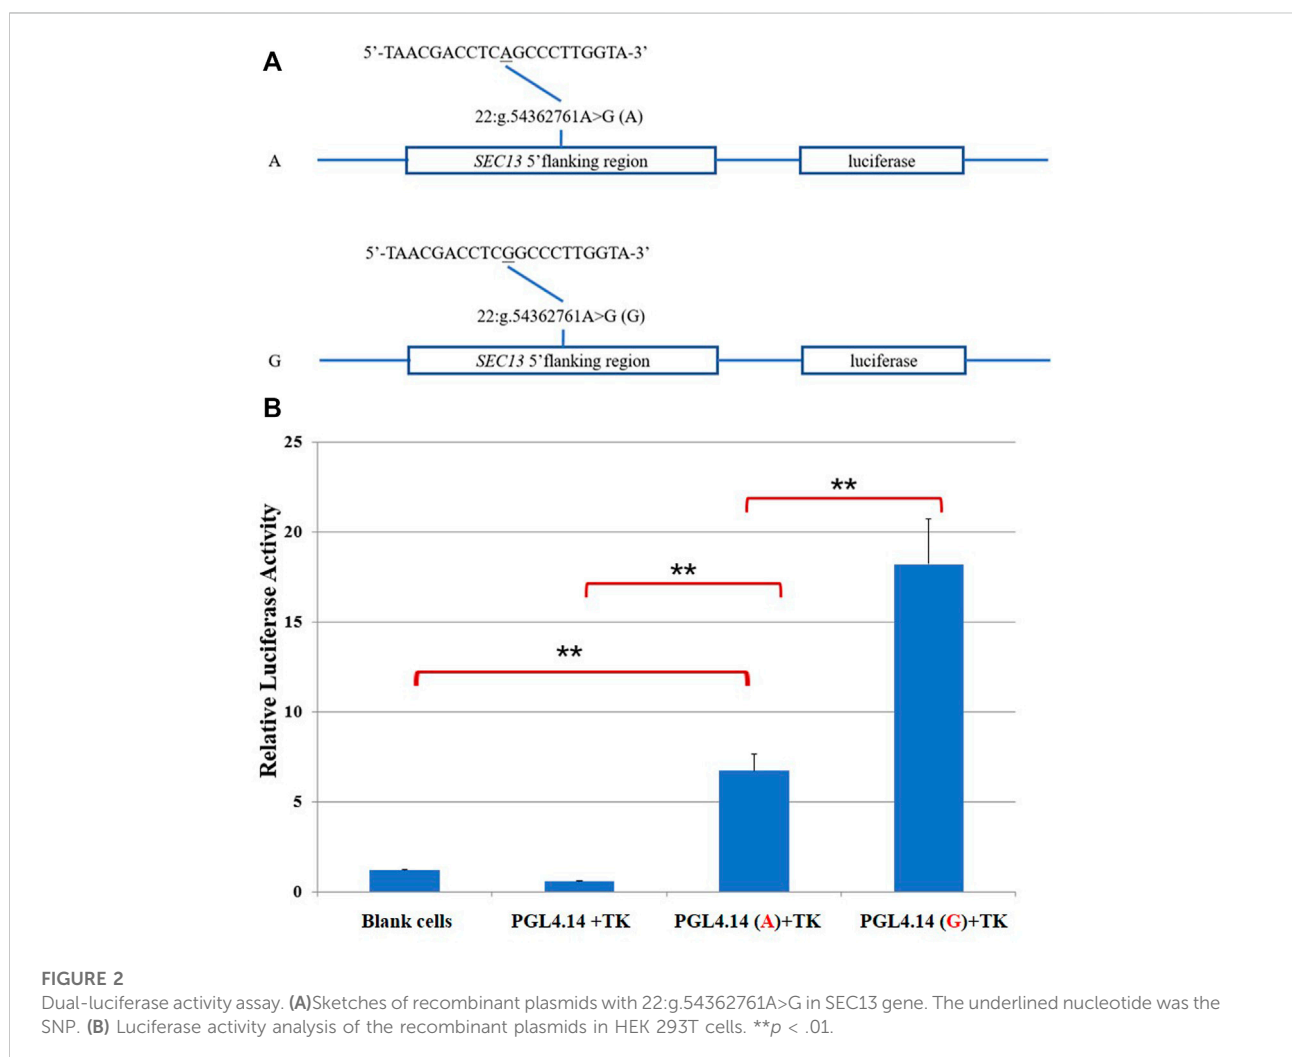 A
5’-TAACGACCTCAGCCCTTGGTA-3’
22:g.54362761A>G (A)
A
SEC13 5’flanking region
luciferase
5’-TAACGACCTCGGCCCTTGGTA-3’
22:g.54362761A>G (G)
G
SEC13 5’flanking region
luciferase
B
Relative Luciferase Activity
25
20
15
10
5
0
**
**
**
Blank cells
PGL4.14 +TK
PGL4.14 (A)+TK
PGL4.14 (G)+TK
FIGURE 2
Dual-luciferase activity assay. (A)Sketches of recombinant plasmids with 22:g.54362761A>G in SEC13 gene. The underlined nucleotide was the
SNP. (B) Luciferase activity analysis of the recombinant plasmids in HEK 293T cells. **p < .01.